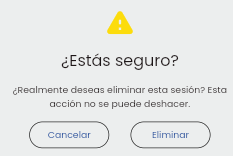 ¿Estás seguro?
¿Realmente deseas eliminar esta sesión? Esta
acción no se puede deshacer.
Cancelar
Eliminar